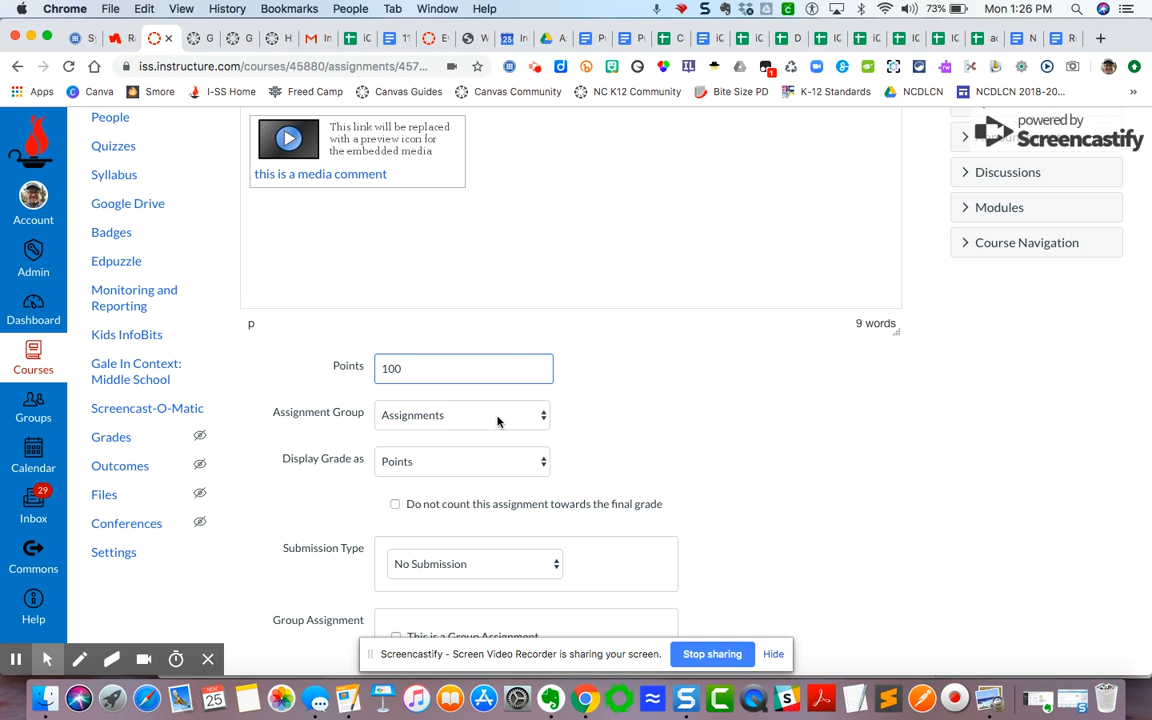 Chrome File Edit View History Bookmarks People Tab Window Help 73% Mon 1:26 PM
iss.instructure.com/courses/45880/assignments/457...
Apps Canva Smore I-SS Home Freed Camp Canvas Guides Canvas Community NC K12 Community Bite Size PD K-12 Standards NCDLCN NCDLCN 2018-20... »
powered by
Screencastify
Account
Admin
Dashboard
Courses
Groups
Calendar
29
Inbox
Commons
Help
People
Quizzes
Syllabus
Google Drive
Badges
Edpuzzle
Monitoring and
Reporting
Kids InfoBits
Gale In Context:
Middle School
Screencast-O-Matic
Grades
Outcomes
Files
Conferences
Settings
This link will be replaced
with a preview icon for
the embedded media
this is a media comment
p
9 words
Points 100
Assignment Group Assignments
Display Grade as Points
Do not count this assignment towards the final grade
Submission Type
No Submission
Group Assignment
This is a Group Assignment
Discussions
Modules
Course Navigation
Screencastify - Screen Video Recorder is sharing your screen. Stop sharing Hide